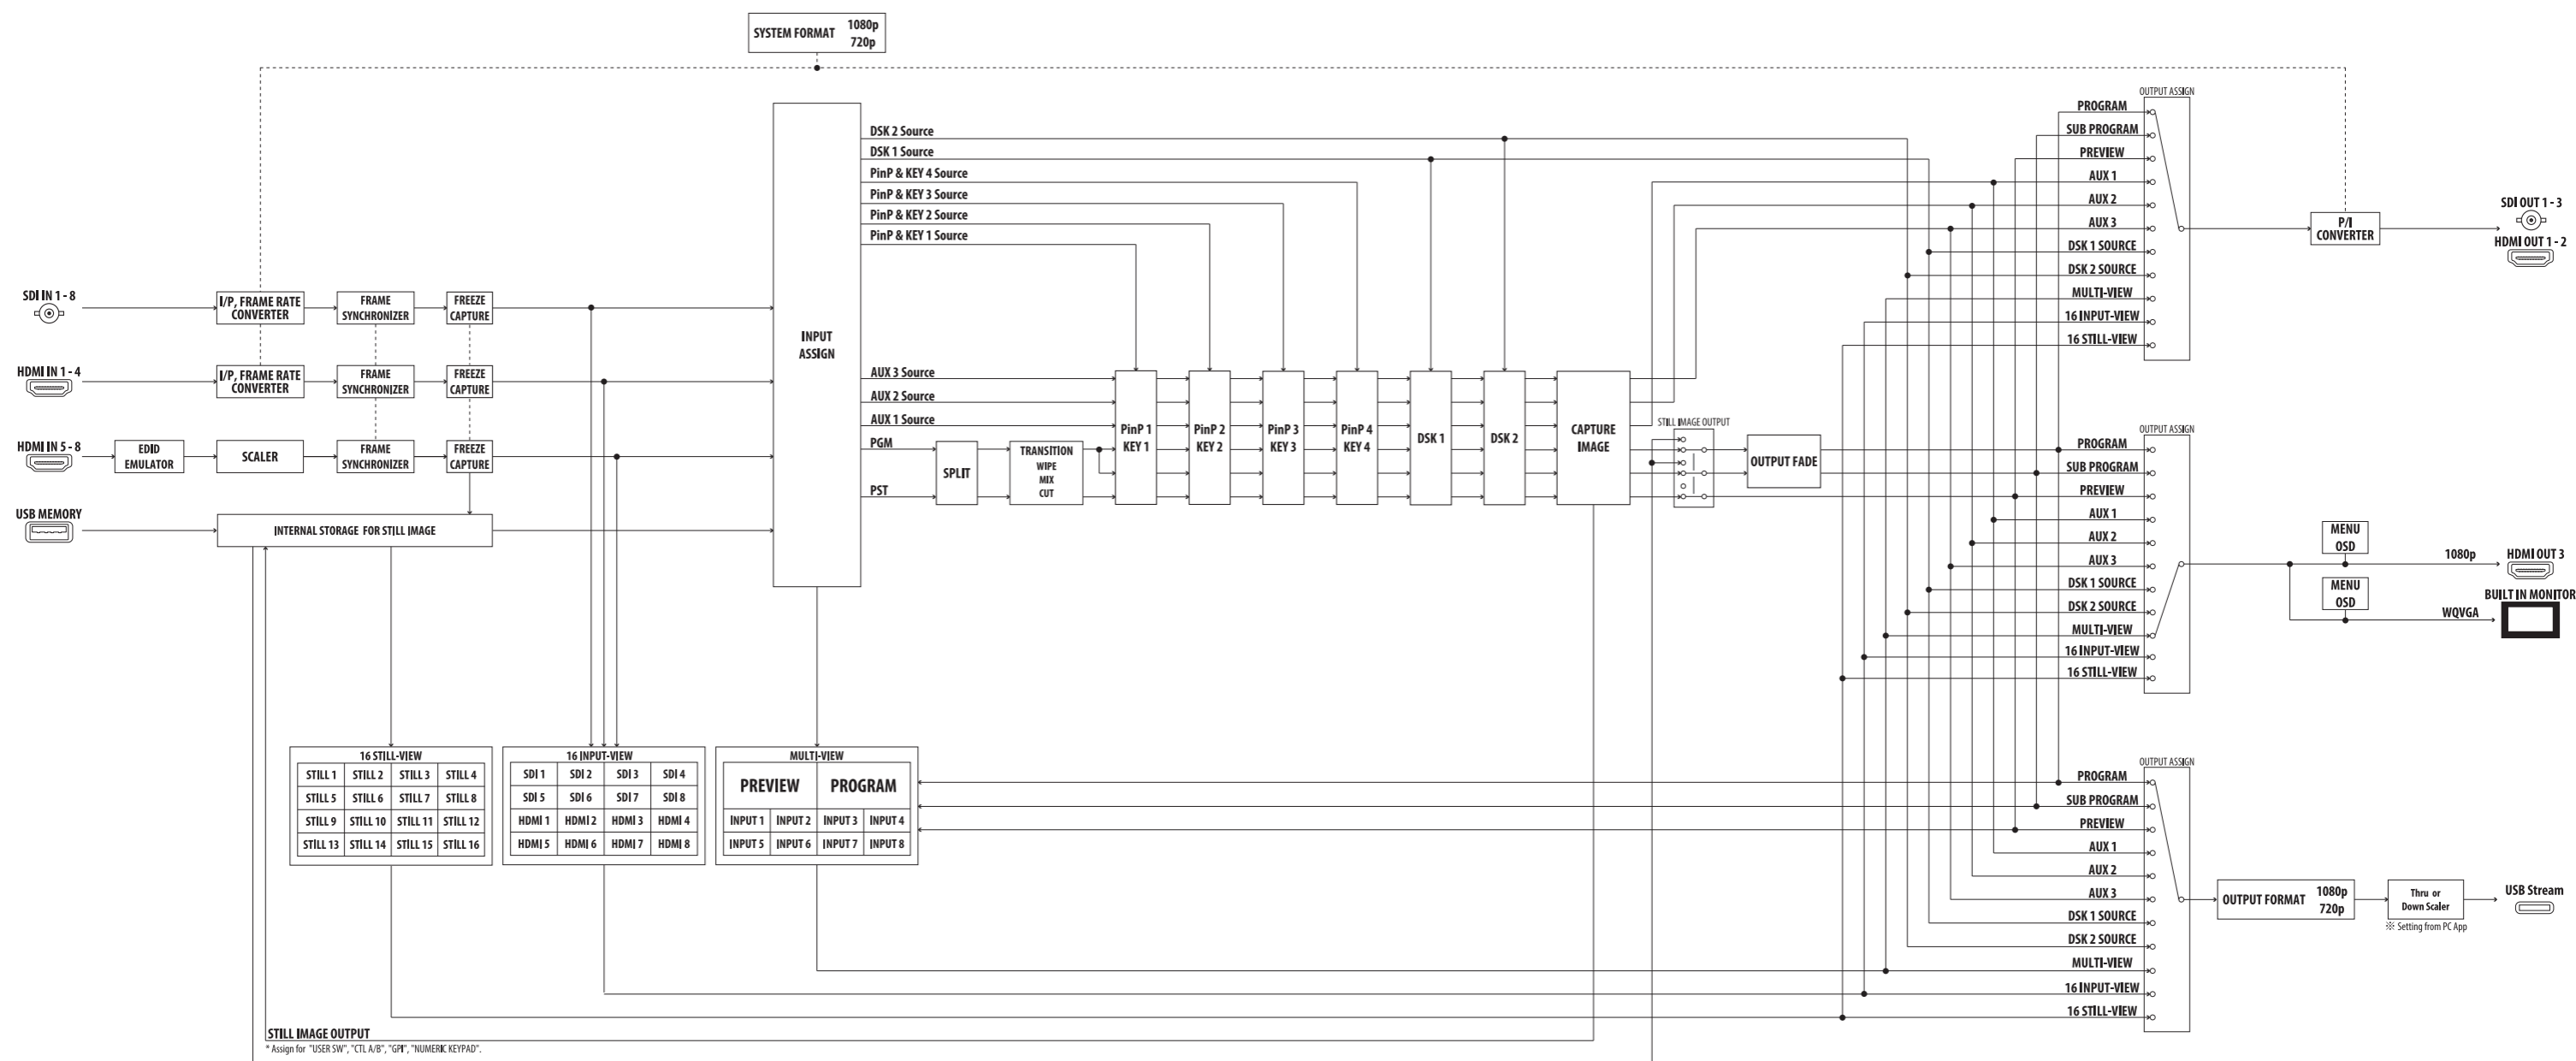 SYSTEM FORMAT 1080p
720p
DSK 2 Source
DSK 1 Source
PinP & KEY 4 Source
PinP & KEY 3 Source
PinP & KEY 2 Source
PinP & KEY 1 Source
INPUT
ASSIGN
AUX 3 Source
AUX 2 Source
AUX 1 Source
PGM
PST
SDI IN 1 - 8
I/P, FRAME RATE
CONVERTER
FRAME
SYNCHRONIZER
FREEZE
CAPTURE
HDMI IN 1 - 4
I/P, FRAME RATE
CONVERTER
FRAME
SYNCHRONIZER
FREEZE
CAPTURE
HDMI IN 5 - 8
EDID
EMULATOR
SCALER
FRAME
SYNCHRONIZER
FREEZE
CAPTURE
USB MEMORY
INTERNAL STORAGE FOR STILL IMAGE
SPLIT
TRANSITION
WIPE
MIX
CUT
PinP 1
KEY 1
PinP 2
KEY 2
PinP 3
KEY 3
PinP 4
KEY 4
DSK 1
DSK 2
CAPTURE
IMAGE
STILL IMAGE OUTPUT
OUTPUT FADE
OUTPUT ASSIGN
PROGRAM
SUB PROGRAM
PREVIEW
AUX 1
AUX 2
AUX 3
DSK 1 SOURCE
DSK 2 SOURCE
MULTI-VIEW
16 INPUT-VIEW
16 STILL-VIEW
P/I
CONVERTER
SDI OUT 1 - 3
HDMI OUT 1 - 2
OUTPUT ASSIGN
PROGRAM
SUB PROGRAM
PREVIEW
AUX 1
AUX 2
AUX 3
DSK 1 SOURCE
DSK 2 SOURCE
MULTI-VIEW
16 INPUT-VIEW
16 STILL-VIEW
MENU
OSD
1080p
HDMI OUT 3
MENU
OSD
WQVGA
BUILT IN MONITOR
OUTPUT ASSIGN
PROGRAM
SUB PROGRAM
PREVIEW
AUX 1
AUX 2
AUX 3
DSK 1 SOURCE
DSK 2 SOURCE
MULTI-VIEW
16 INPUT-VIEW
16 STILL-VIEW
OUTPUT FORMAT 1080p
720p
Thru or
Down Scaler
※ Setting from PC App
USB Stream
16 STILL-VIEW
STILL 1 STILL 2 STILL 3 STILL 4
STILL 5 STILL 6 STILL 7 STILL 8
STILL 9 STILL 10 STILL 11 STILL 12
STILL 13 STILL 14 STILL 15 STILL 16
16 INPUT-VIEW
SDI 1 SDI 2 SDI 3 SDI 4
SDI 5 SDI 6 SDI 7 SDI 8
HDMI 1 HDMI 2 HDMI 3 HDMI 4
HDMI 5 HDMI 6 HDMI 7 HDMI 8
MULTI-VIEW
PREVIEW PROGRAM
INPUT 1 INPUT 2 INPUT 3 INPUT 4
INPUT 5 INPUT 6 INPUT 7 INPUT 8
STILL IMAGE OUTPUT
* Assign for "USER SW", "CTL A/B", "GPI", "NUMERIC KEYPAD".